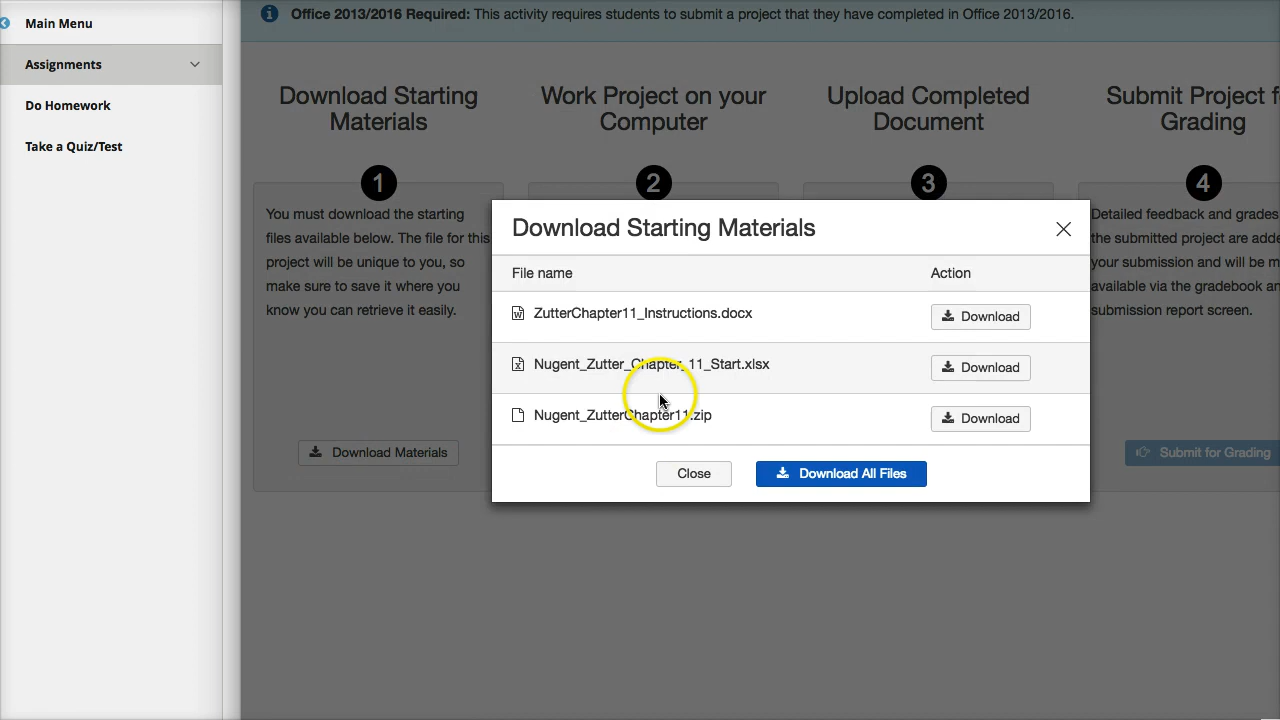 Main Menu
Assignments
Do Homework
Take a Quiz/Test
Office 2013/2016 Required: This activity requires students to submit a project that they have completed in Office 2013/2016.
Download Starting
Materials
1
You must download the starting
files available below. The file for this
project will be unique to you, so
make sure to save it where you
know you can retrieve it easily.
Download Materials
Work Project on your
Computer
2
Upload Completed
Document
3
Submit Project f
Grading
4
Detailed feedback and grades
the submitted project are adde
your submission and will be m
available via the gradebook an
submission report screen.
Submit for Grading
Download Starting Materials
File name Action
ZutterChapter11_Instructions.docx Download
Nugent_Zutter_Chapter_11_Start.xlsx Download
Nugent_ZutterChapter11.zip Download
Close Download All Files